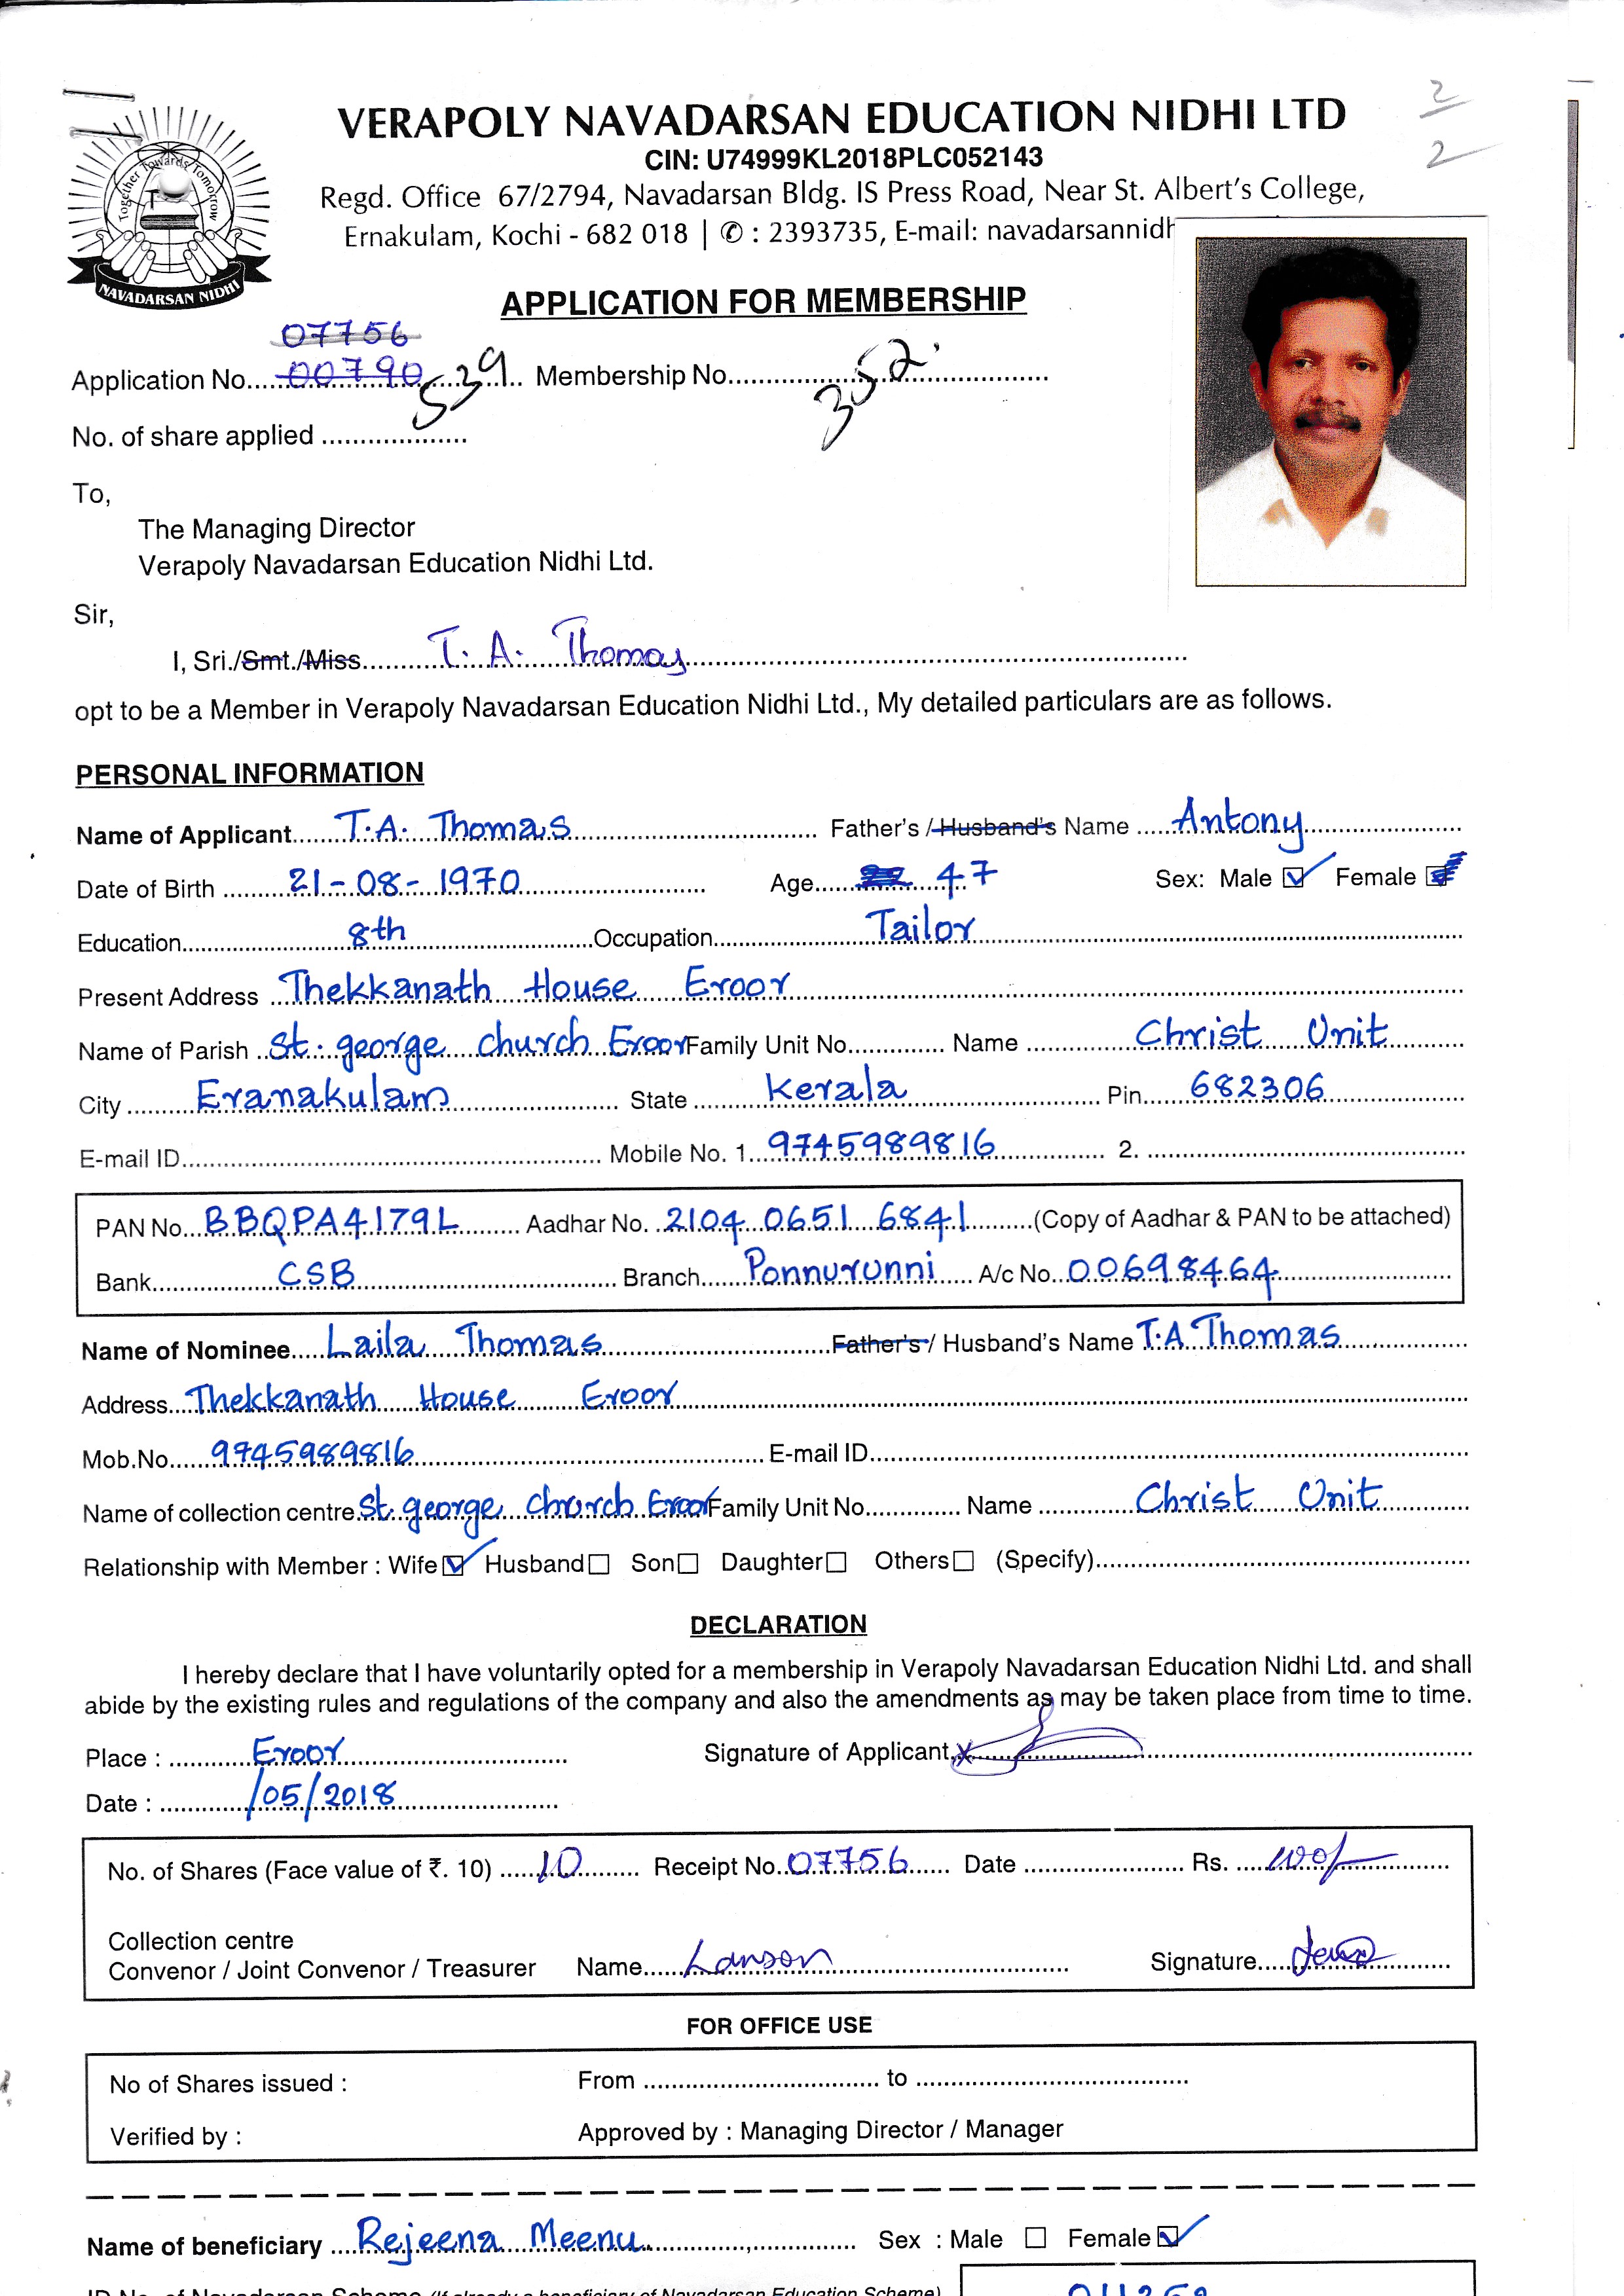 2/2
VERAPOLY NAVADARSAN EDUCATION NIDHI LTD
CIN: U74999KL2018PLC052143
Regd. Office 67/2794, Navadarsan Bldg. IS Press Road, Near St. Albert's College,
Ernakulam, Kochi - 682 018 | ✆ : 2393735, E-mail: navadarsannidh
Together Towards Tomorrow
NAVADARSAN NIDHI
APPLICATION FOR MEMBERSHIP
07756
Application No. 00790 539 Membership No. 352
No. of share applied
To,
The Managing Director
Verapoly Navadarsan Education Nidhi Ltd.
Sir,
I, Sri./Smt./Miss. T. A. Thomas
opt to be a Member in Verapoly Navadarsan Education Nidhi Ltd., My detailed particulars are as follows.
PERSONAL INFORMATION
Name of Applicant T.A. Thomas Father's / Husband's Name Antony
Date of Birth 21-08-1970 Age 47 Sex: Male ☑ Female
Education 8th Occupation Tailor
Present Address Thekkanath House Eroor
Name of Parish St. george church Eroor Family Unit No. Name Christ Unit
City Eranakulam State Kerala Pin 682306
E-mail ID Mobile No. 1 9745989816 2.
PAN No. BBQPA4179L Aadhar No. 2104 0651 6841 (Copy of Aadhar & PAN to be attached)
Bank CSB Branch Ponnurunni A/c No. 00698464
Name of Nominee Laila Thomas Father's / Husband's Name T.A. Thomas
Address Thekkanath House Eroor
Mob.No. 9745989816 E-mail ID
Name of collection centre St. george church Eroor Family Unit No. Name Christ Unit
Relationship with Member : Wife ☑ Husband ☐ Son ☐ Daughter ☐ Others ☐ (Specify)
DECLARATION
I hereby declare that I have voluntarily opted for a membership in Verapoly Navadarsan Education Nidhi Ltd. and shall
abide by the existing rules and regulations of the company and also the amendments as may be taken place from time to time.
Place : Eroor Signature of Applicant x
Date : /05/2018
No. of Shares (Face value of ₹. 10) 10 Receipt No. 07756 Date Rs. 100/-
Collection centre
Convenor / Joint Convenor / Treasurer Name Lanson Signature
FOR OFFICE USE
No of Shares issued : From to
Verified by : Approved by : Managing Director / Manager
Name of beneficiary Rejeena Meenu Sex : Male ☐ Female ☑
ID No. of Navadarsan Scheme (If already a beneficiary of Navadarsan Education Scheme)